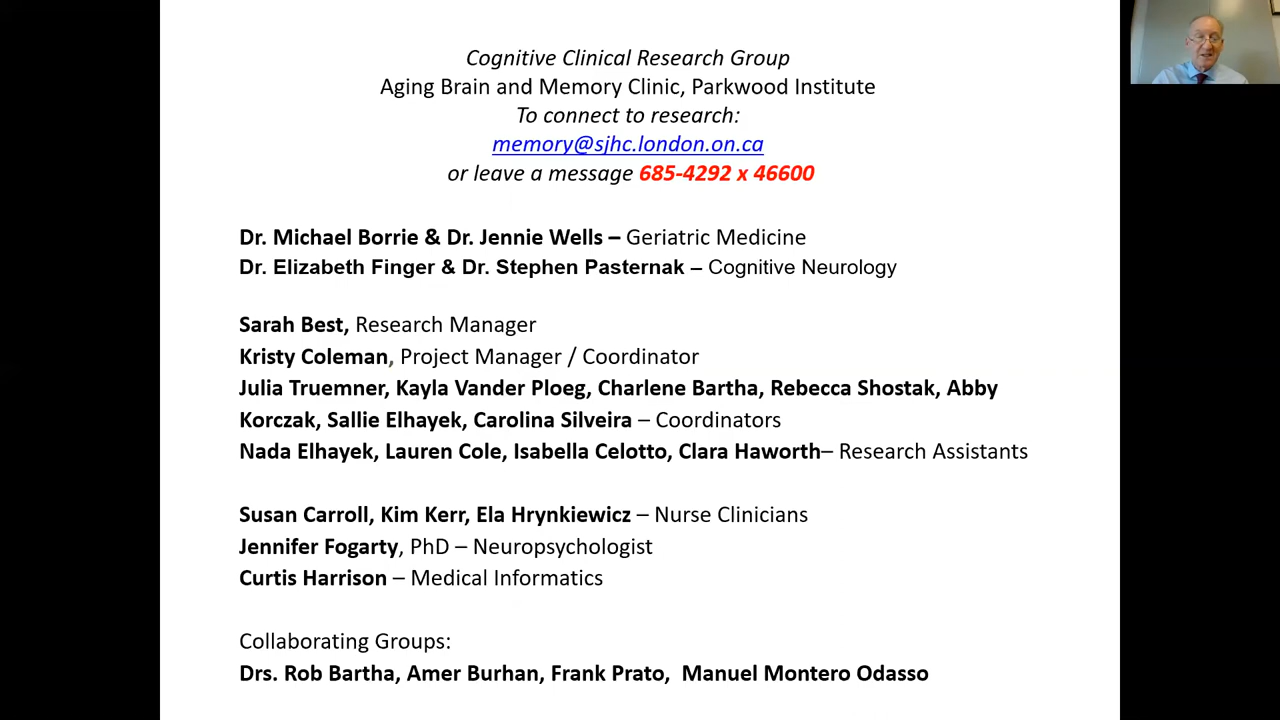 Cognitive Clinical Research Group
Aging Brain and Memory Clinic, Parkwood Institute
To connect to research:
memory@sjhc.london.on.ca
or leave a message 685-4292 x 46600
Dr. Michael Borrie & Dr. Jennie Wells – Geriatric Medicine
Dr. Elizabeth Finger & Dr. Stephen Pasternak – Cognitive Neurology
Sarah Best, Research Manager
Kristy Coleman, Project Manager / Coordinator
Julia Truemner, Kayla Vander Ploeg, Charlene Bartha, Rebecca Shostak, Abby
Korczak, Sallie Elhayek, Carolina Silveira – Coordinators
Nada Elhayek, Lauren Cole, Isabella Celotto, Clara Haworth– Research Assistants
Susan Carroll, Kim Kerr, Ela Hrynkiewicz – Nurse Clinicians
Jennifer Fogarty, PhD – Neuropsychologist
Curtis Harrison – Medical Informatics
Collaborating Groups:
Drs. Rob Bartha, Amer Burhan, Frank Prato,  Manuel Montero Odasso